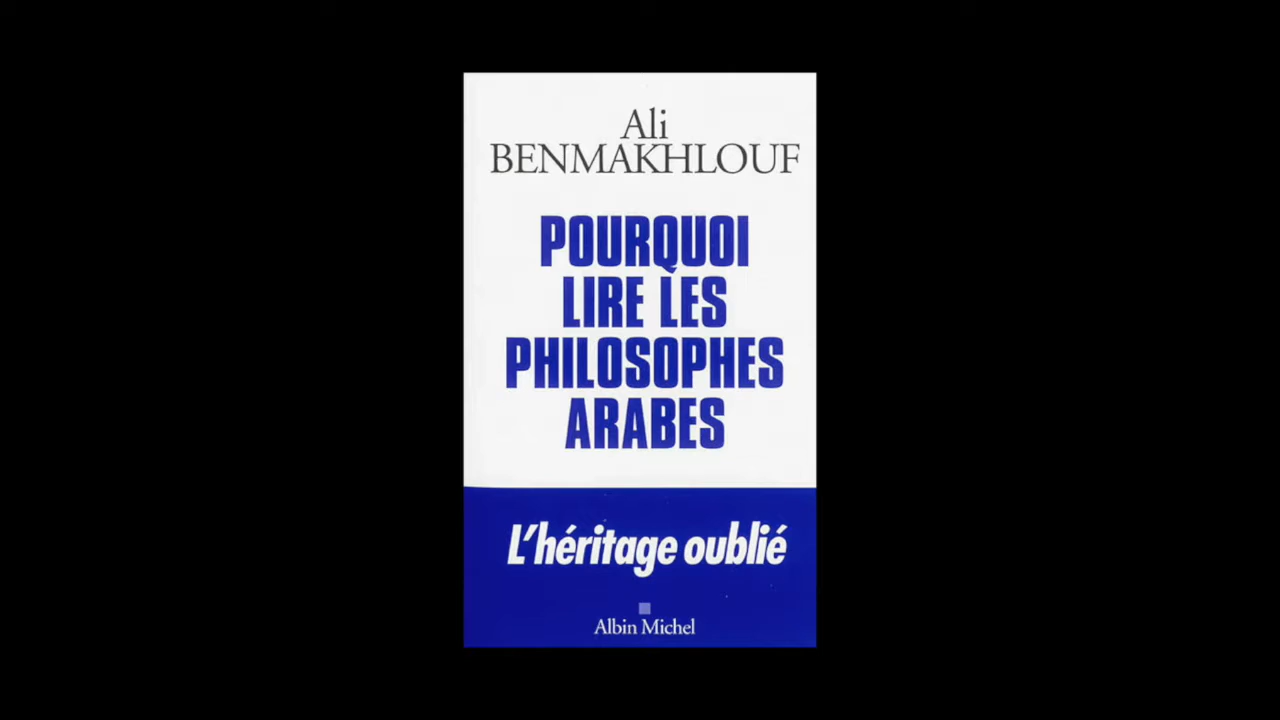 Ali
BENMAKHLOUF
POURQUOI
LIRE LES
PHILOSOPHES
ARABES
L'héritage oublié
Albin Michel